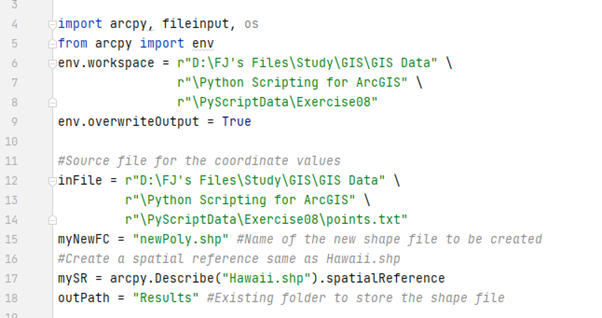 3
4 import arcpy, fileinput, os
5 from arcpy import env
6 env.workspace = r"D:\FJ's Files\Study\GIS\GIS Data" \
7 r"\Python Scripting for ArcGIS" \
8 r"\PyScriptData\Exercise08"
9 env.overwriteOutput = True
10
11 #Source file for the coordinate values
12 inFile = r"D:\FJ's Files\Study\GIS\GIS Data" \
13 r"\Python Scripting for ArcGIS" \
14 r"\PyScriptData\Exercise08\points.txt"
15 myNewFC = "newPoly.shp" #Name of the new shape file to be created
16 #Create a spatial reference same as Hawaii.shp
17 mySR = arcpy.Describe("Hawaii.shp").spatialReference
18 outPath = "Results" #Existing folder to store the shape file
19